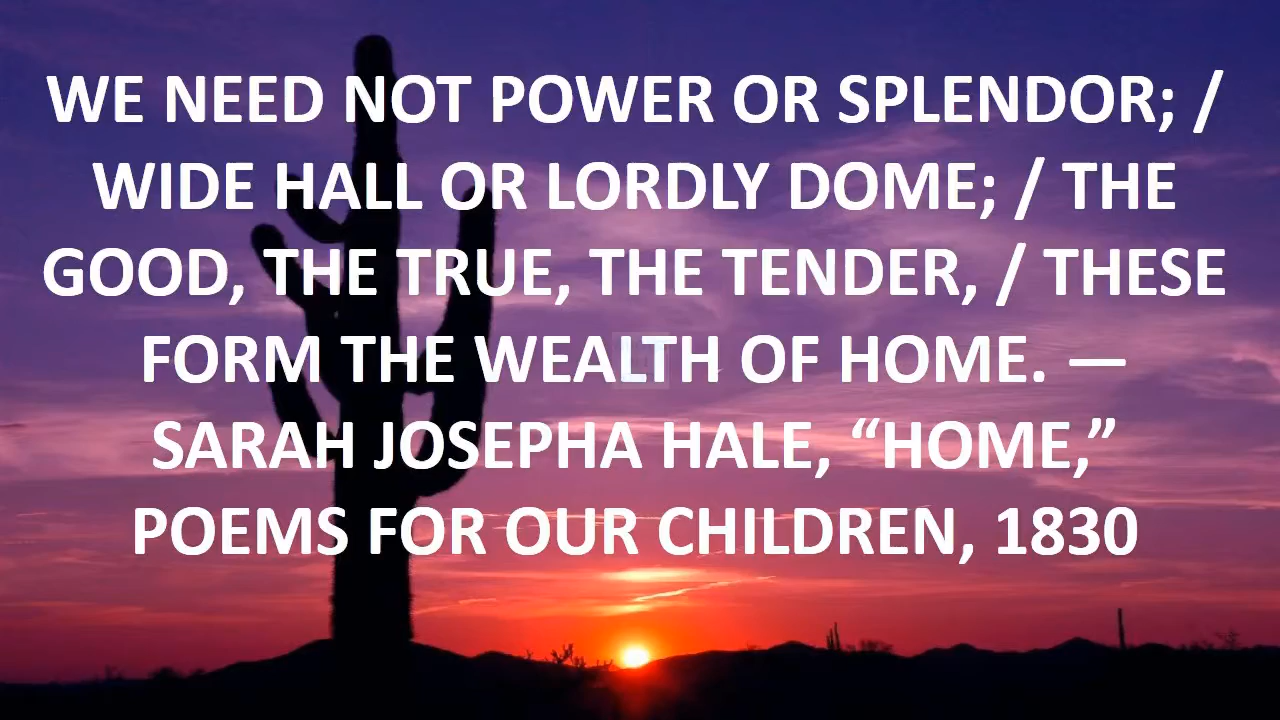 WE NEED NOT POWER OR SPLENDOR; /
WIDE HALL OR LORDLY DOME; / THE
GOOD, THE TRUE, THE TENDER, / THESE
FORM THE WEALTH OF HOME. —
SARAH JOSEPHA HALE, “HOME,”
POEMS FOR OUR CHILDREN, 1830